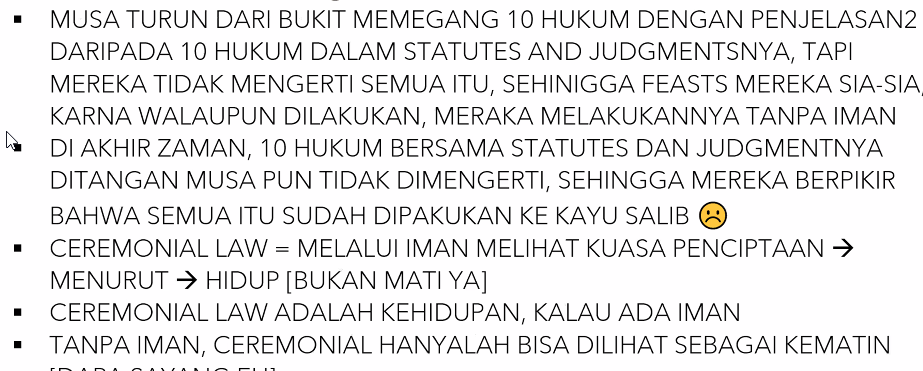 ▪ MUSA TURUN DARI BUKIT MEMEGANG 10 HUKUM DENGAN PENJELASAN2
DARIPADA 10 HUKUM DALAM STATUTES AND JUDGMENTSNYA, TAPI
MEREKA TIDAK MENGERTI SEMUA ITU, SEHINIGGA FEASTS MEREKA SIA-SIA,
KARNA WALAUPUN DILAKUKAN, MERAKA MELAKUKANNYA TANPA IMAN
▪ DI AKHIR ZAMAN, 10 HUKUM BERSAMA STATUTES DAN JUDGMENTNYA
DITANGAN MUSA PUN TIDAK DIMENGERTI, SEHINGGA MEREKA BERPIKIR
BAHWA SEMUA ITU SUDAH DIPAKUKAN KE KAYU SALIB ☹️
▪ CEREMONIAL LAW = MELALUI IMAN MELIHAT KUASA PENCIPTAAN →
MENURUT → HIDUP [BUKAN MATI YA]
▪ CEREMONIAL LAW ADALAH KEHIDUPAN, KALAU ADA IMAN
▪ TANPA IMAN, CEREMONIAL HANYALAH BISA DILIHAT SEBAGAI KEMATIN